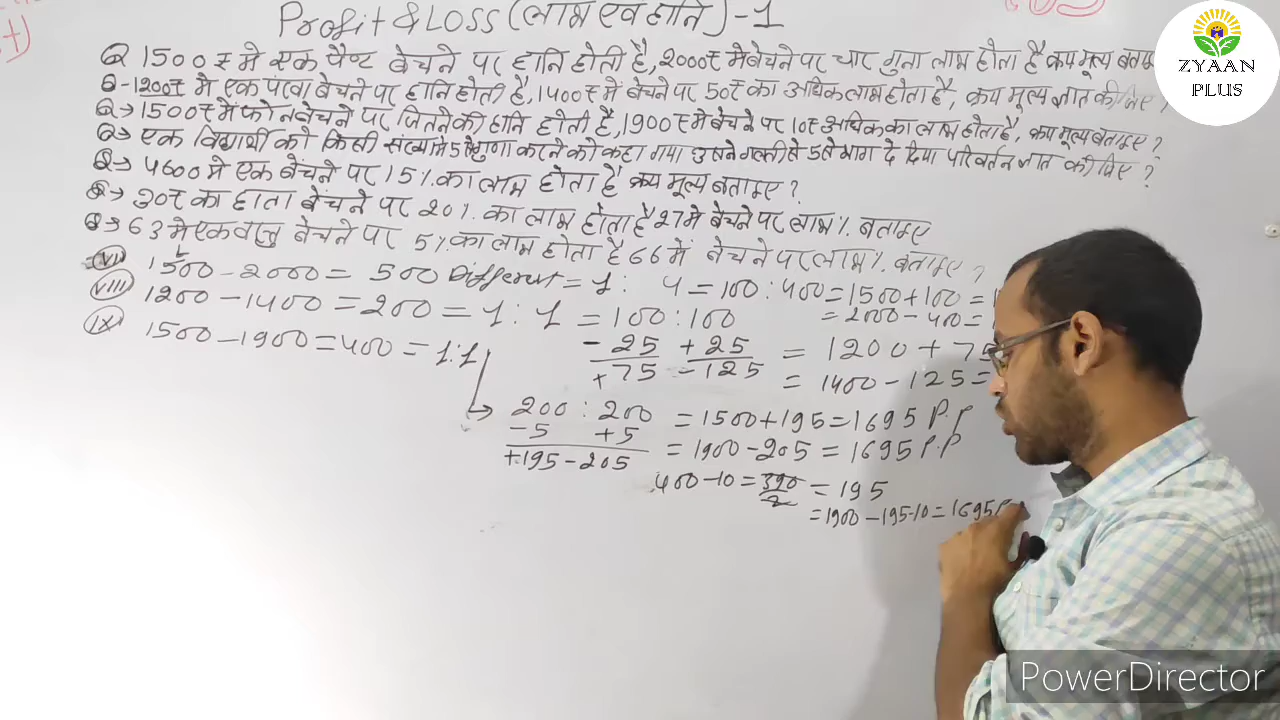 Profit & LOSS (लाभ एवं हानि) -1
Q 1500₹ मे एक पैण्ट बेचने पर हानि होती है, 2000₹ मे बेचने पर चार गुना लाभ होता है क्रय मूल्य
Q- 1200₹ मे एक पंखा बेचने पर हानि होती है, 1400₹ में बेचने पर 50₹ का अधिक लाभ होता है, क्रय मूल्य ज्ञात कीजिए
Q→ 1500₹ में फोन बेचने पर जितने की हानि होती है, 1900₹ मे बेचने पर 10₹ अधिक का लाभ होता है, क्रय मूल्य बताइए?
Q→ एक विद्यार्थी को किसी संख्या में 5 से गुणा करने को कहा गया उसने गलती से 5 से भाग दे दिया परिवर्तन ज्ञात कीजिए?
Q→ 4600 मे एक बेंचने पर 15%. का लाभ होता है क्रय मूल्य बताइए?
Q→ 30₹ का छाता बेंचने पर 20%. का लाभ होता है 27 मे बेचने पर लाभ%. बताइए
Q→ 63 मे एक वस्तु बेंचने पर 5%. का लाभ होता है 66 में बेचने पर लाभ%. बताइए?
VII 1500 - 2000 = 500 Different = 1 : 4 = 100 : 400 = 1500 + 100 =
= 2000 - 400 =
VIII 1200 - 1400 = 200 = 1 : 1 = 100 : 100
- 25 + 25 = 1200 + 75
+ 75 - 125 = 1400 - 125 =
IX 1500 - 1900 = 400 = 1:1
→ 200 : 200 = 1500 + 195 = 1695 P.P
- 5 + 5
+ 195 - 205 = 1900 - 205 = 1695 P.P
400 - 10 = 390/2 = 195
= 1900 - 195 - 10 = 1695 P
ZYAAN
PLUS
PowerDirector